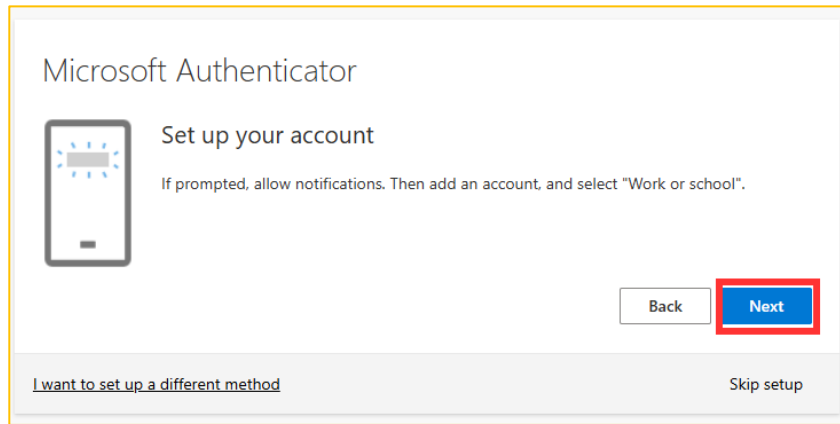 Microsoft Authenticator
Set up your account
If prompted, allow notifications. Then add an account, and select "Work or school".
Back Next
I want to set up a different method Skip setup